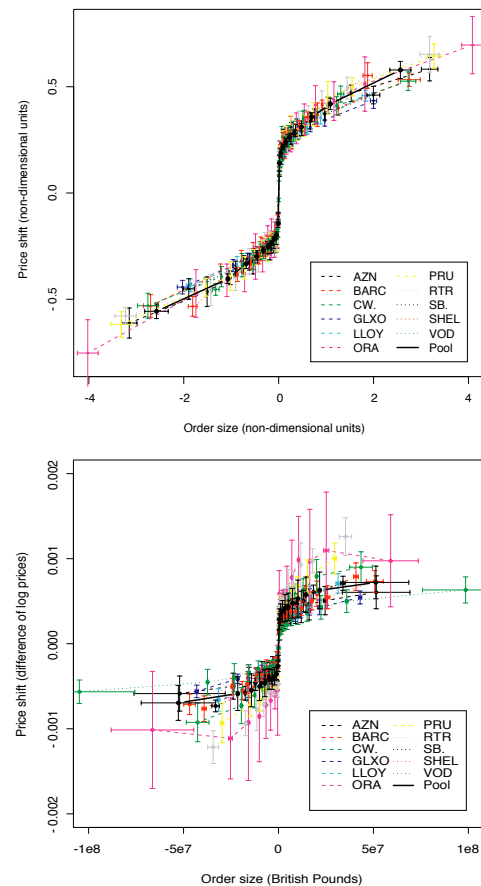 0.5
0.0
-0.5
Price shift (non-dimensional units)
AZN PRU
BARC RTR
CW. SB.
GLXO SHEL
LLOY VOD
ORA Pool
-4 -2 0 2 4
Order size (non-dimensional units)
0.002
0.001
0.000
-0.001
-0.002
Price shift (difference of log prices)
AZN PRU
BARC RTR
CW. SB.
GLXO SHEL
LLOY VOD
ORA Pool
-1e8 -5e7 0 5e7 1e8
Order size (British Pounds)